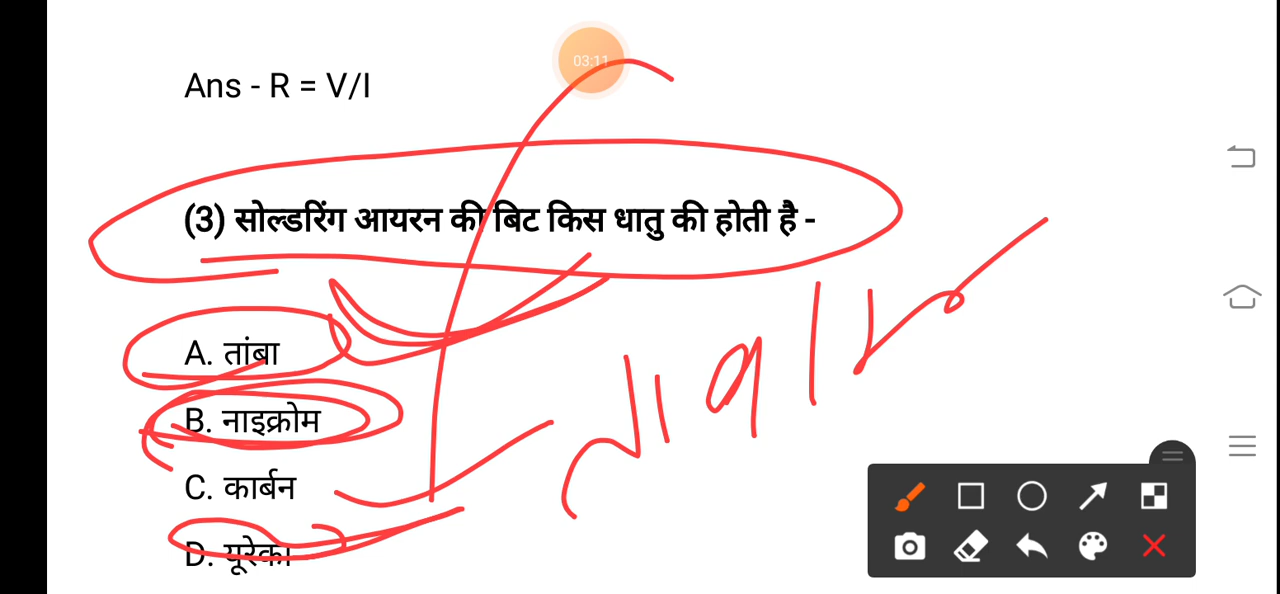 03:11
Ans - R = V/I
(3) सोल्डरिंग आयरन की बिट किस धातु की होती है -
A. तांबा
B. नाइक्रोम
C. कार्बन
D. यूरेका